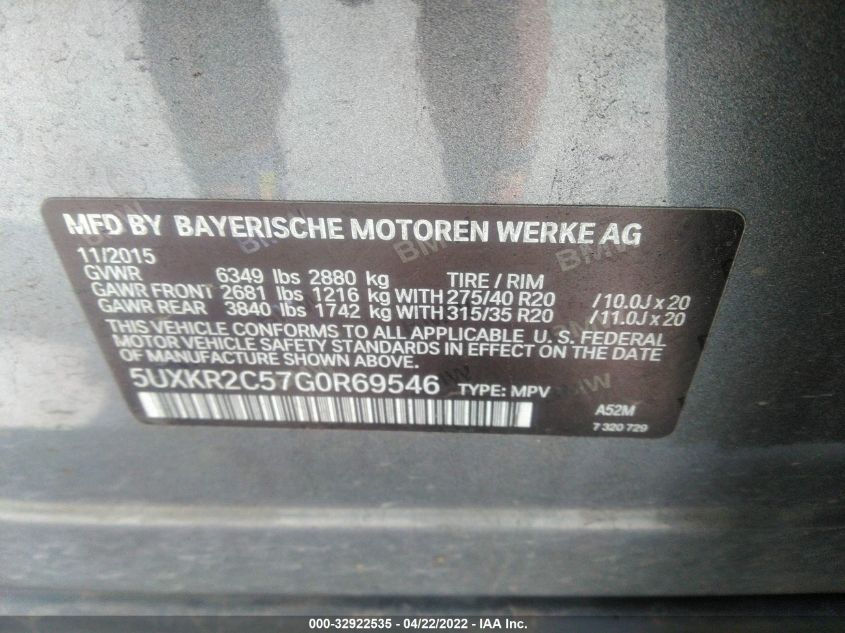 MFD BY BAYERISCHE MOTOREN WERKE AG
11/2015
GVWR 6349 lbs 2880 kg TIRE / RIM
GAWR FRONT 2681 lbs 1216 kg WITH 275/40 R20 /10.0J x 20
GAWR REAR 3840 lbs 1742 kg WITH 315/35 R20 /11.0J x 20
THIS VEHICLE CONFORMS TO ALL APPLICABLE U. S. FEDERAL
MOTOR VEHICLE SAFETY STANDARDS IN EFFECT ON THE DATE OF
MANUFACTURE SHOWN ABOVE.
5UXKR2C57G0R69546 TYPE: MPV
A52M
7 320 729
000-32922535 - 04/22/2022 - IAA Inc.